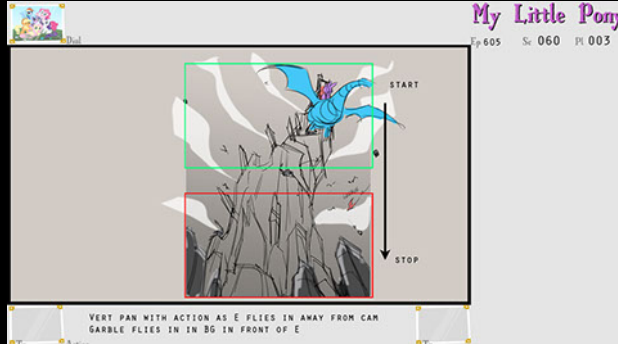 My Little Pony
Ep 605 Sc 060 Pl 003
Dial
START
STOP
VERT PAN WITH ACTION AS E FLIES IN AWAY FROM CAM
GARBLE FLIES IN IN BG IN FRONT OF E